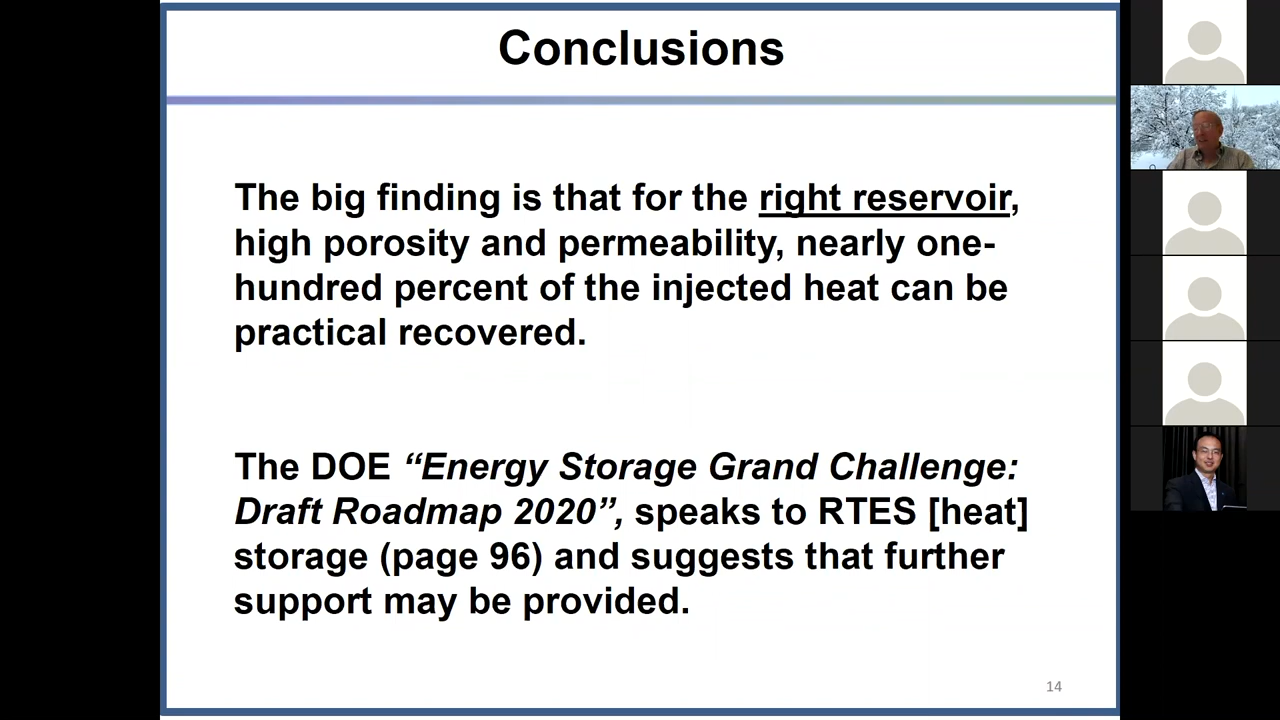 Conclusions
The big finding is that for the right reservoir,
high porosity and permeability, nearly one-
hundred percent of the injected heat can be
practical recovered.
The DOE “Energy Storage Grand Challenge:
Draft Roadmap 2020”, speaks to RTES [heat]
storage (page 96) and suggests that further
support may be provided.
14